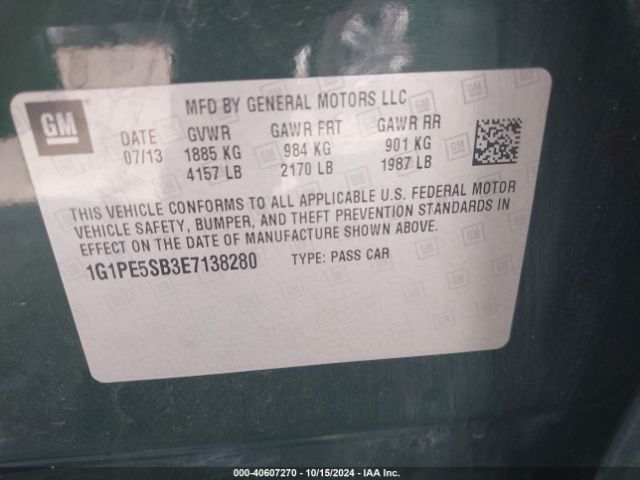 GM
MFD BY GENERAL MOTORS LLC
DATE GVWR GAWR FRT GAWR RR
07/13 1885 KG 984 KG 901 KG
4157 LB 2170 LB 1987 LB
THIS VEHICLE CONFORMS TO ALL APPLICABLE U.S. FEDERAL MOTOR
VEHICLE SAFETY, BUMPER, AND THEFT PREVENTION STANDARDS IN
EFFECT ON THE DATE OF MANUFACTURE SHOWN ABOVE.
1G1PE5SB3E7138280 TYPE: PASS CAR
000-40607270 - 10/15/2024 - IAA Inc.